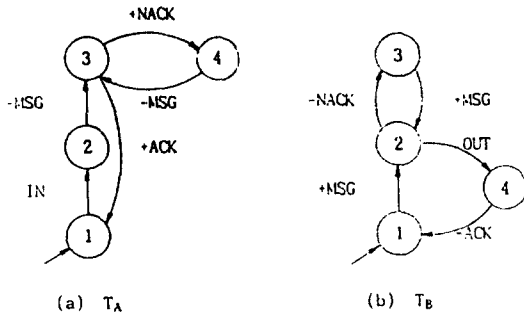 +NACK
3
4
-MSG
-MSG
+ACK
2
IN
1
(a) TA
3
-NACK
+MSG
2
OUT
+MSG
4
1
-ACK
(b) TB